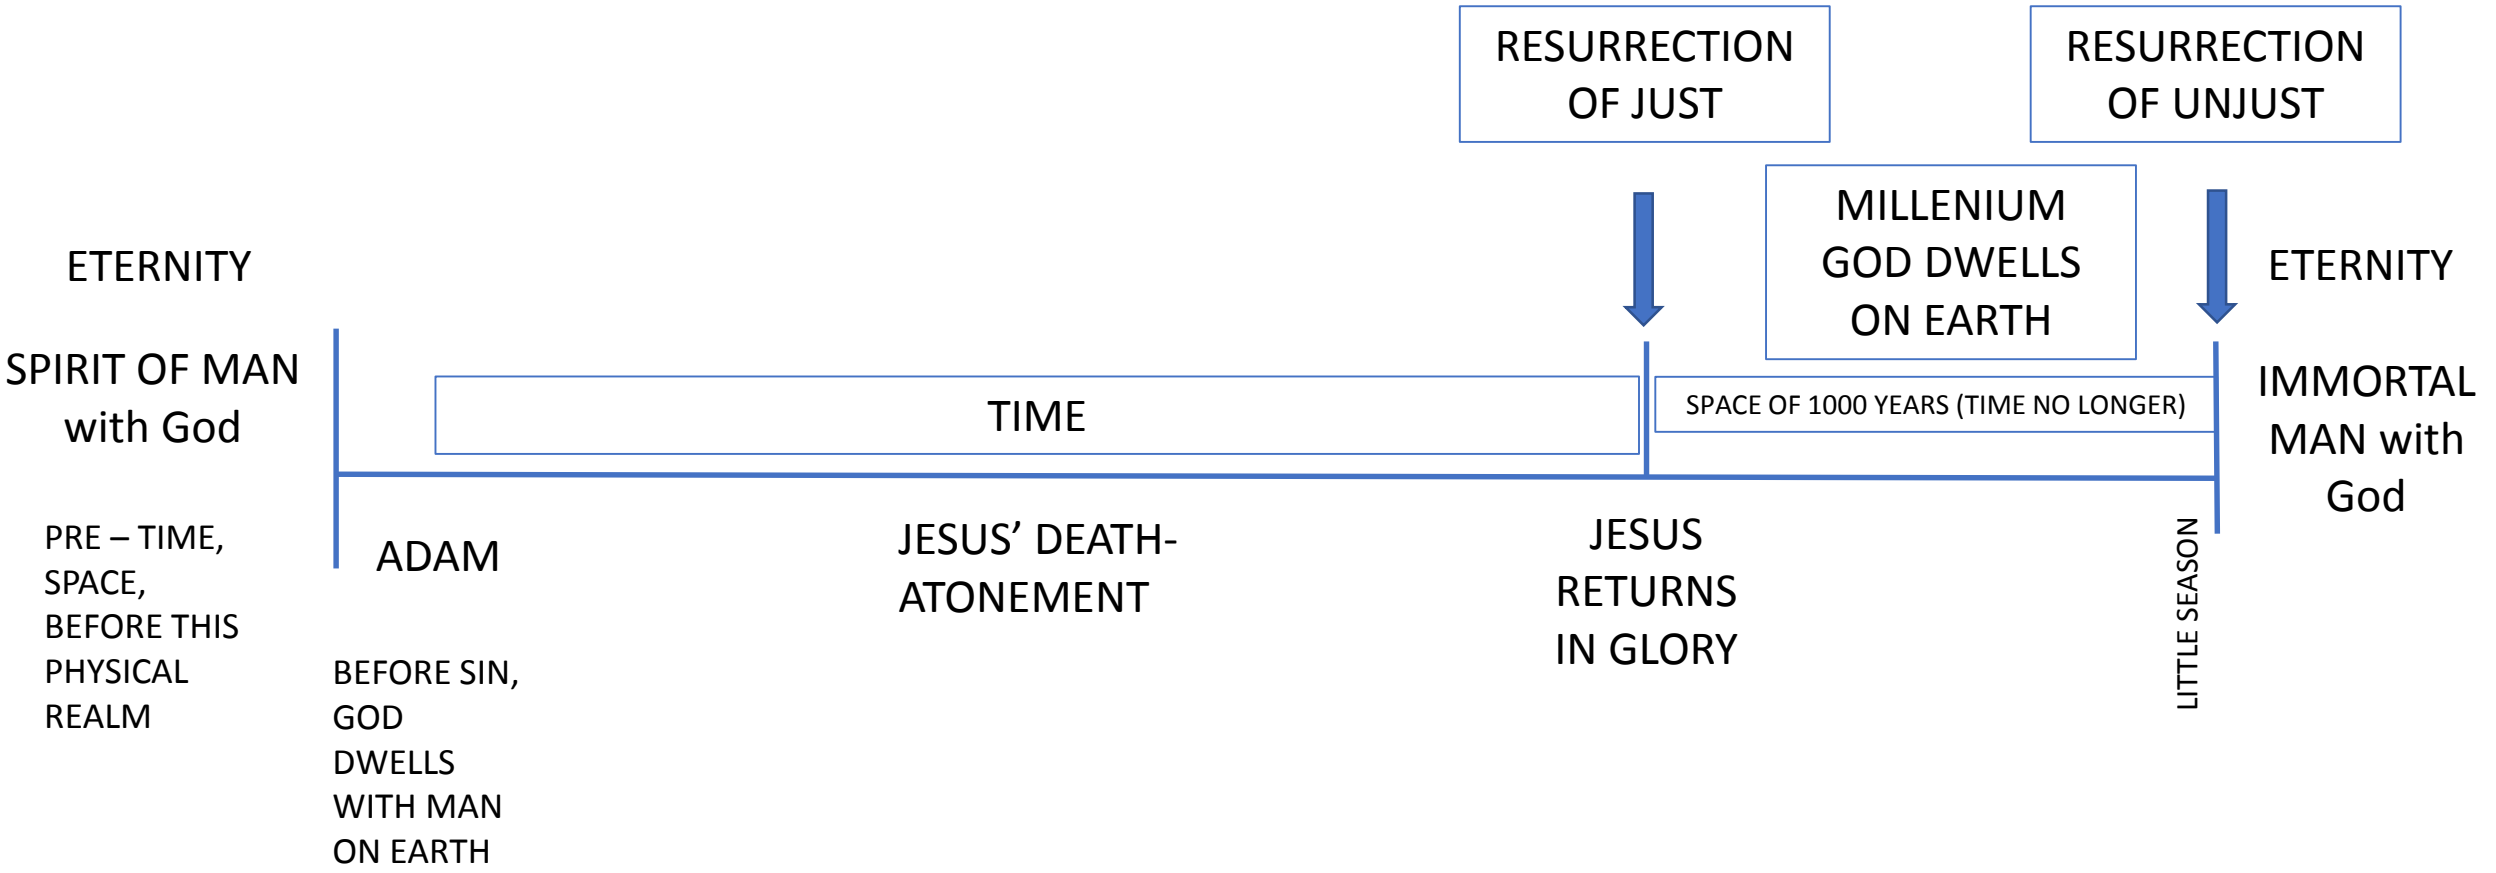 RESURRECTION
OF JUST
RESURRECTION
OF UNJUST
MILLENIUM
GOD DWELLS
ON EARTH
ETERNITY
ETERNITY
SPIRIT OF MAN
with God
TIME
SPACE OF 1000 YEARS (TIME NO LONGER)
IMMORTAL
MAN with
God
PRE – TIME,
SPACE,
BEFORE THIS
PHYSICAL
REALM
ADAM
BEFORE SIN,
GOD
DWELLS
WITH MAN
ON EARTH
JESUS’ DEATH-
ATONEMENT
JESUS
RETURNS
IN GLORY
LITTLE SEASON